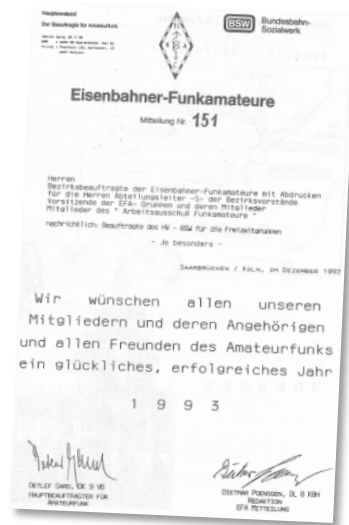 Hauptvorstand
Der Beauftragte für Amateurfunk
BSW
Bundesbahn-
Sozialwerk
Eisenbahner-Funkamateure
Mitteilung Nr. 151
Herren
Bezirksbeauftragte der Eisenbahner-Funkamateure mit Abdrucken
für die Herren Abteilungsleiter -S- der Bezirksvorstände
Vorsitzende der EFA- Gruppen und deren Mitglieder
Mitglieder des " Arbeitsausschuß Funkamateure "
nachrichtlich: Beauftragte des HV - BSW für die Freizeitgruppen
- Je besonders -
Saarbrücken / Köln, im Dezember 1992
Wir wünschen allen unseren
Mitgliedern und deren Angehörigen
und allen Freunden des Amateurfunks
ein glückliches, erfolgreiches Jahr
1 9 9 3
Detlef Gard, DK 9 VB
Hauptbeauftragter für
Amateurfunk
Dietmar Poensgen, DL 8 KBH
Redaktion
EFA Mitteilung